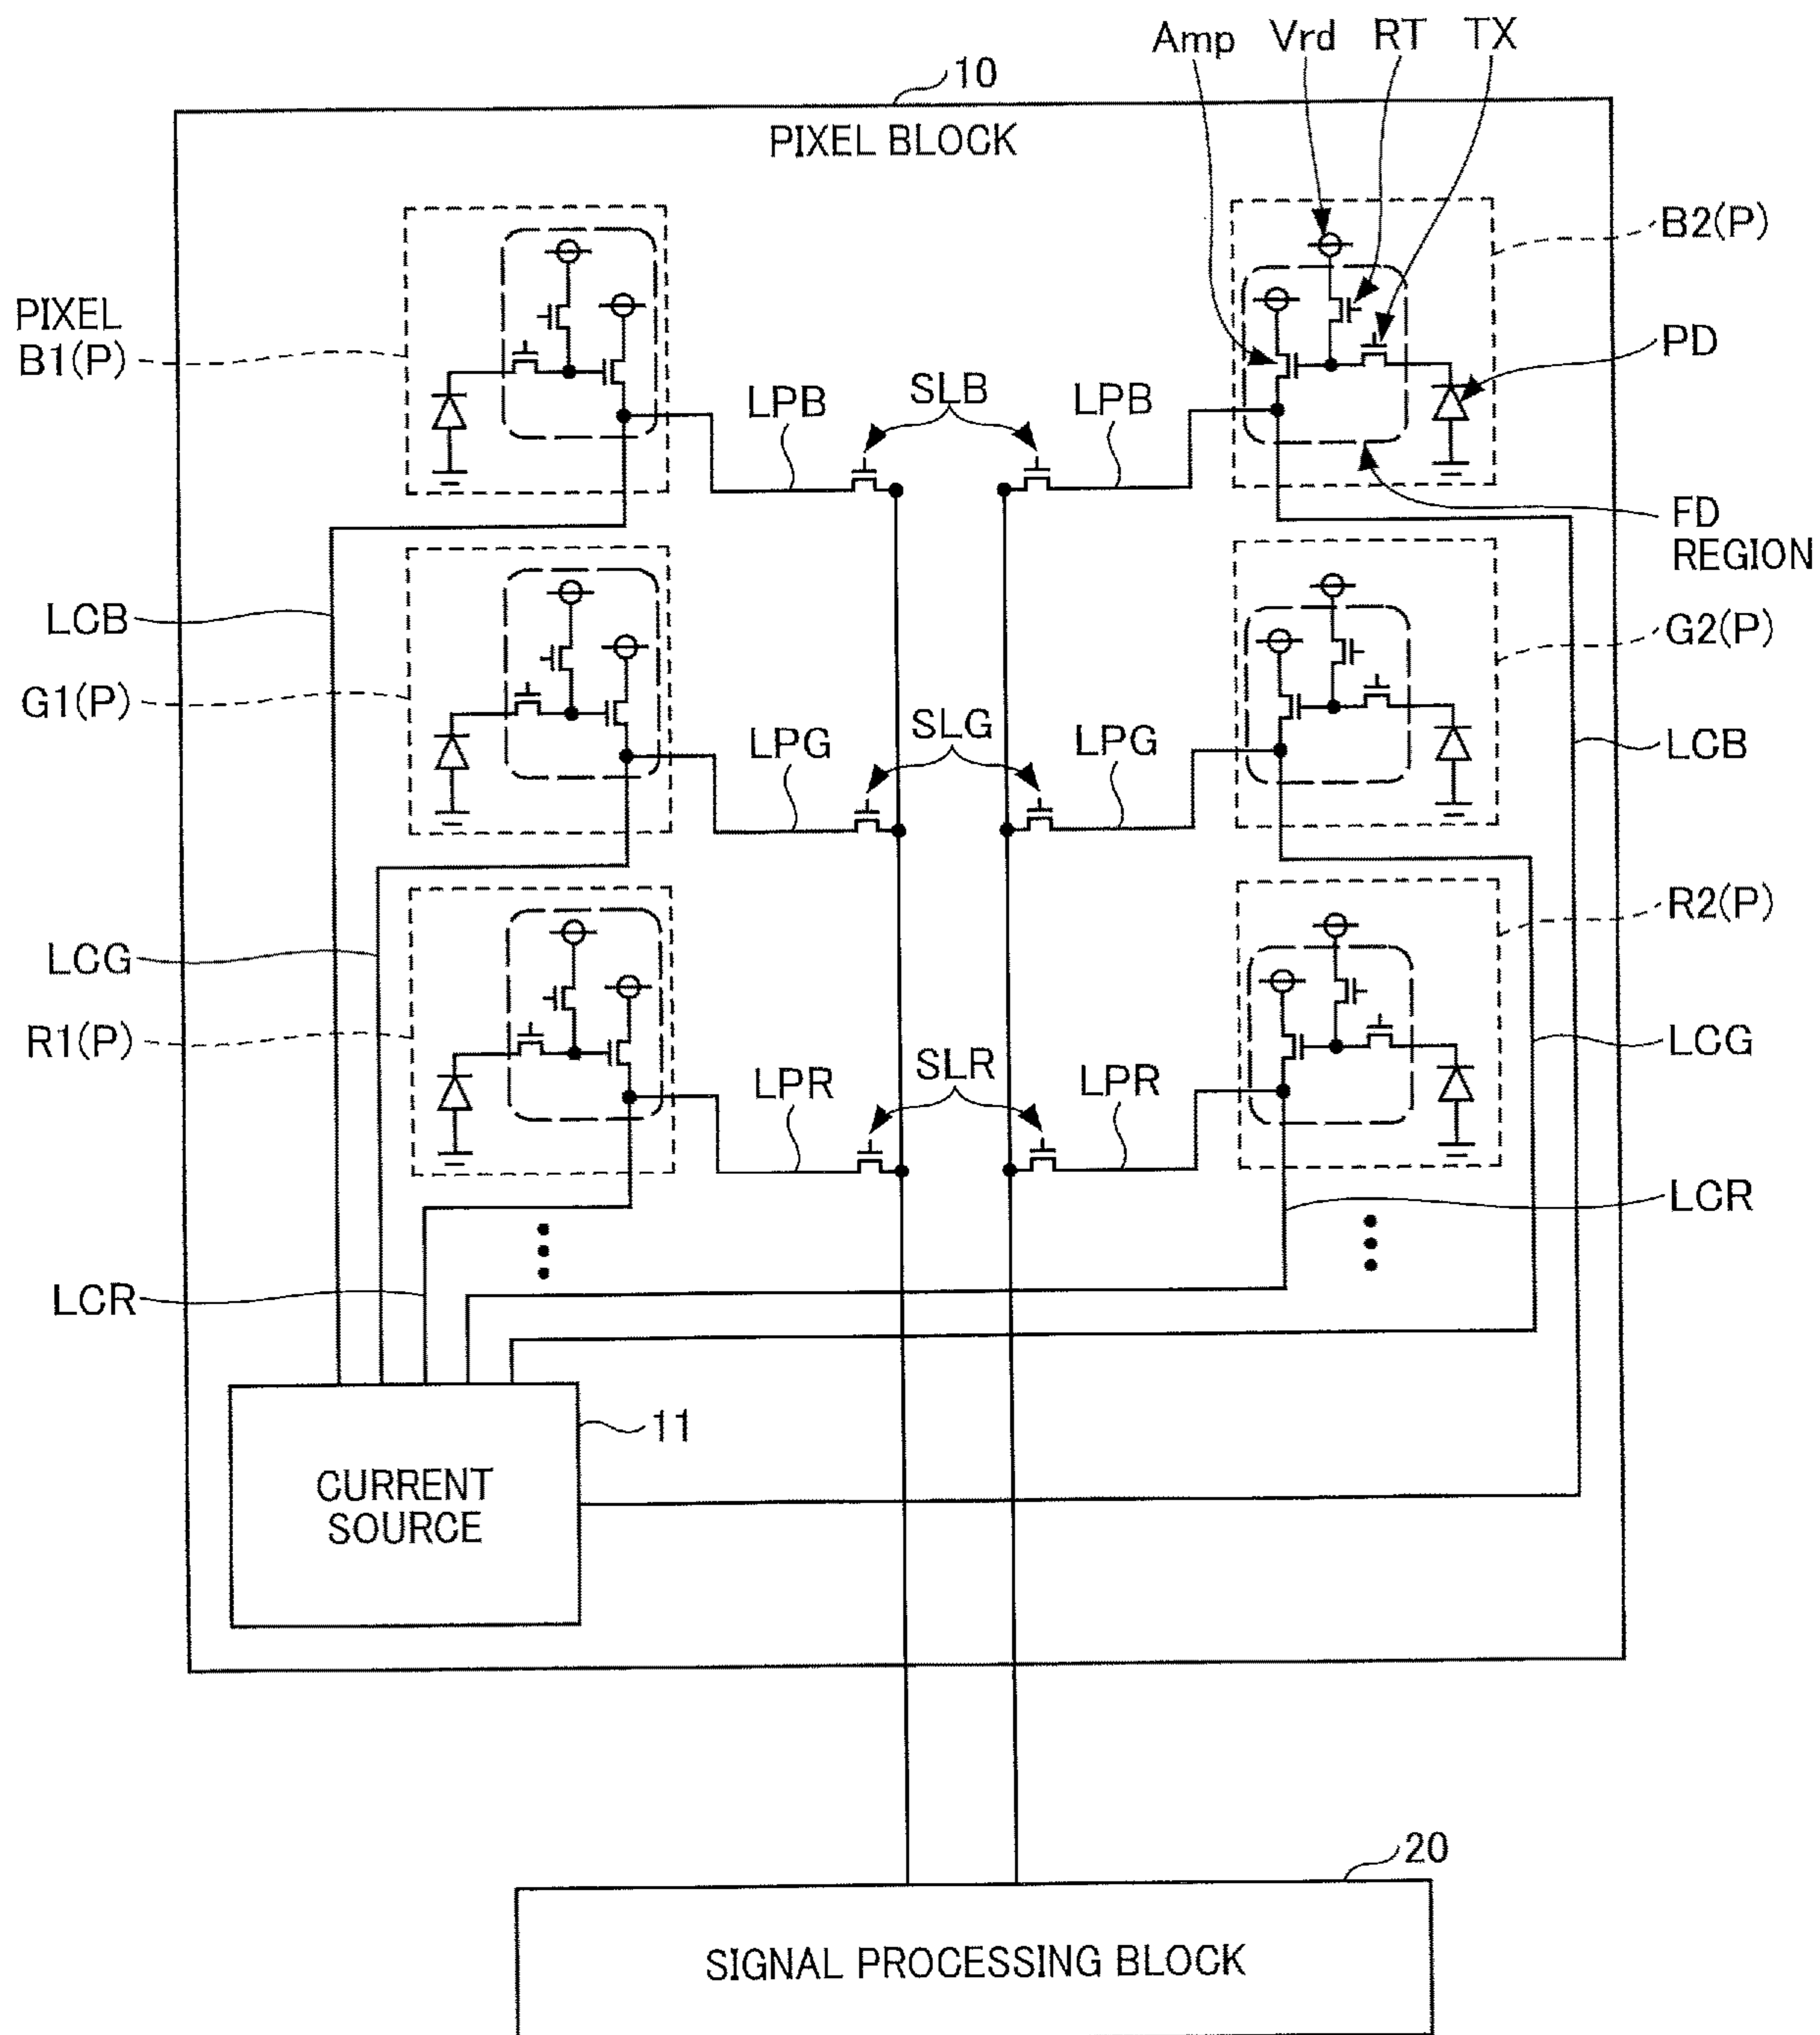 Amp Vrd RT TX
10
PIXEL BLOCK
B2(P)
PIXEL
B1(P)
PD
SLB
LPB
LPB
FD
REGION
LCB
G2(P)
G1(P)
SLG
LPG
LPG
LCB
R2(P)
LCG
R1(P)
SLR
LPR
LPR
LCG
LCR
LCR
11
CURRENT
SOURCE
20
SIGNAL PROCESSING BLOCK